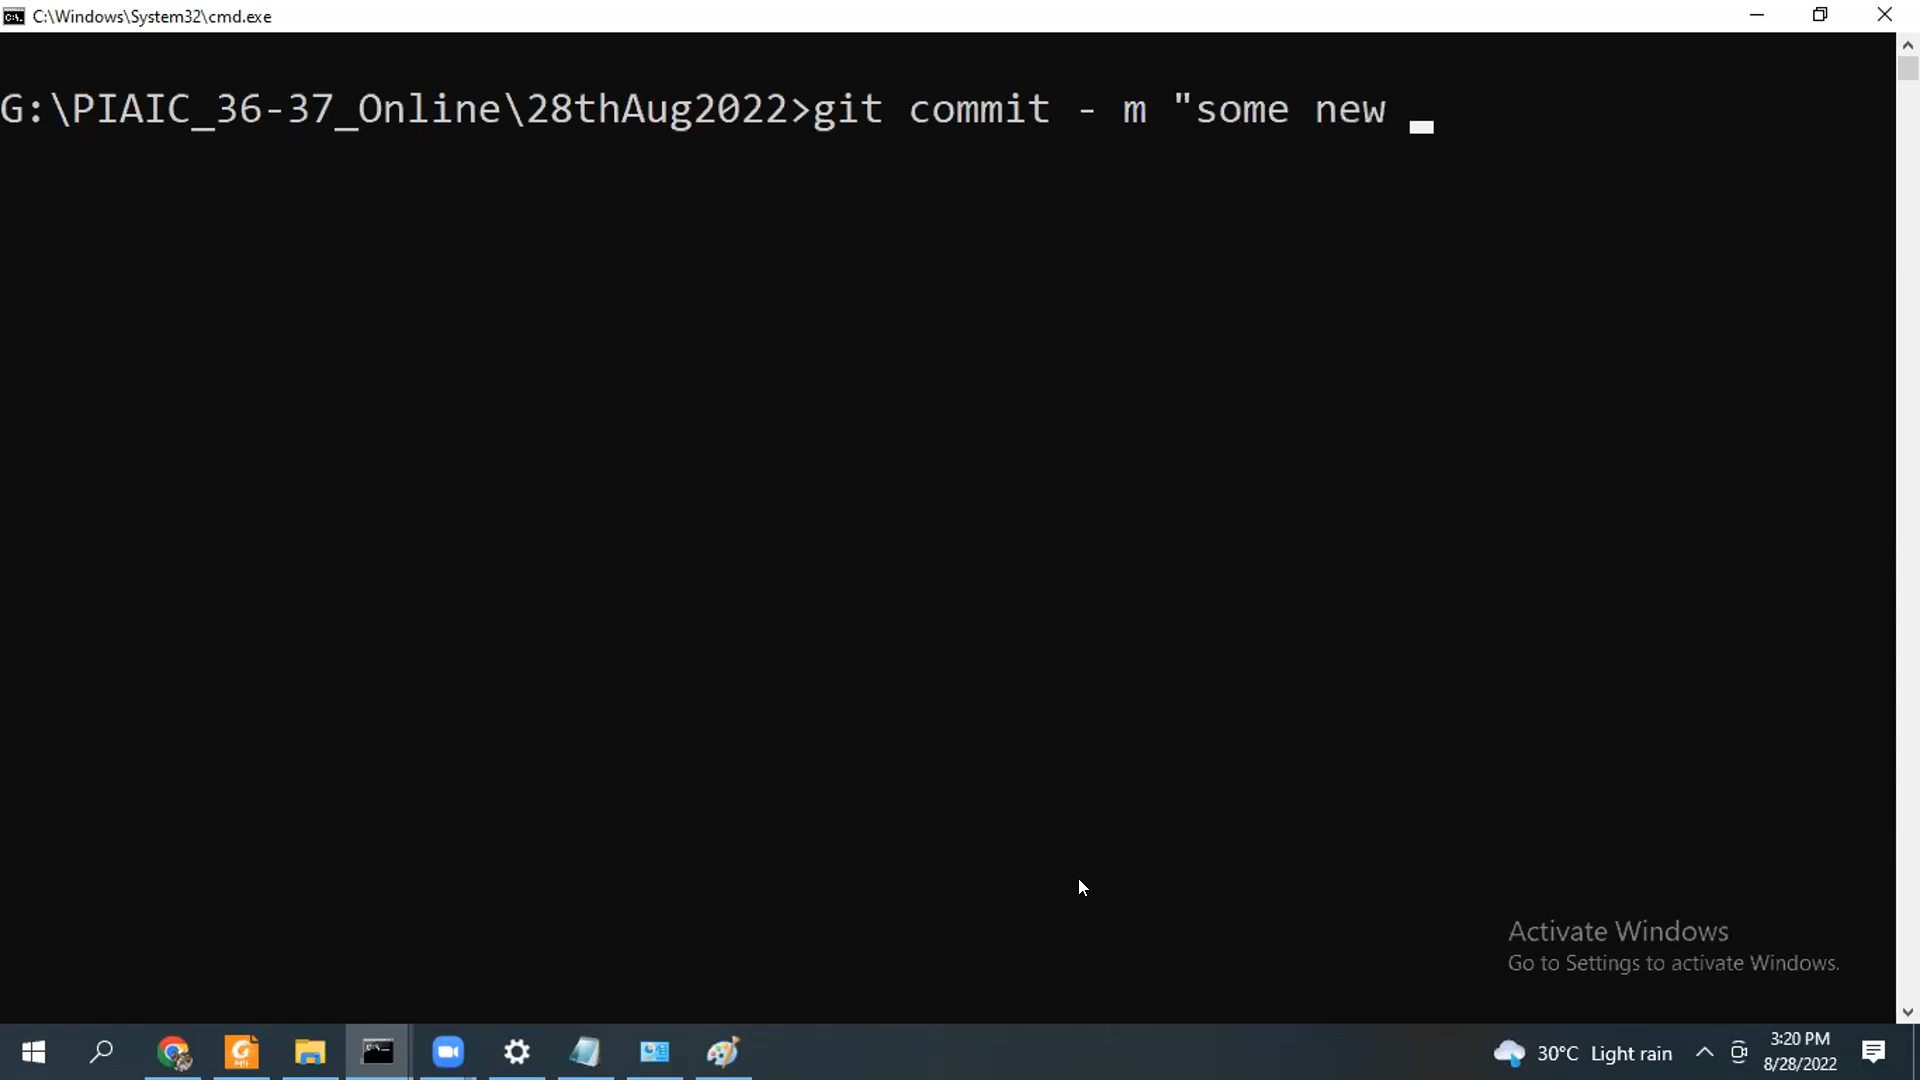 C:\Windows\System32\cmd.exe
G:\PIAIC_36-37_Online\28thAug2022>git commit - m "some new
Activate Windows
Go to Settings to activate Windows.
30°C Light rain
3:20 PM
8/28/2022